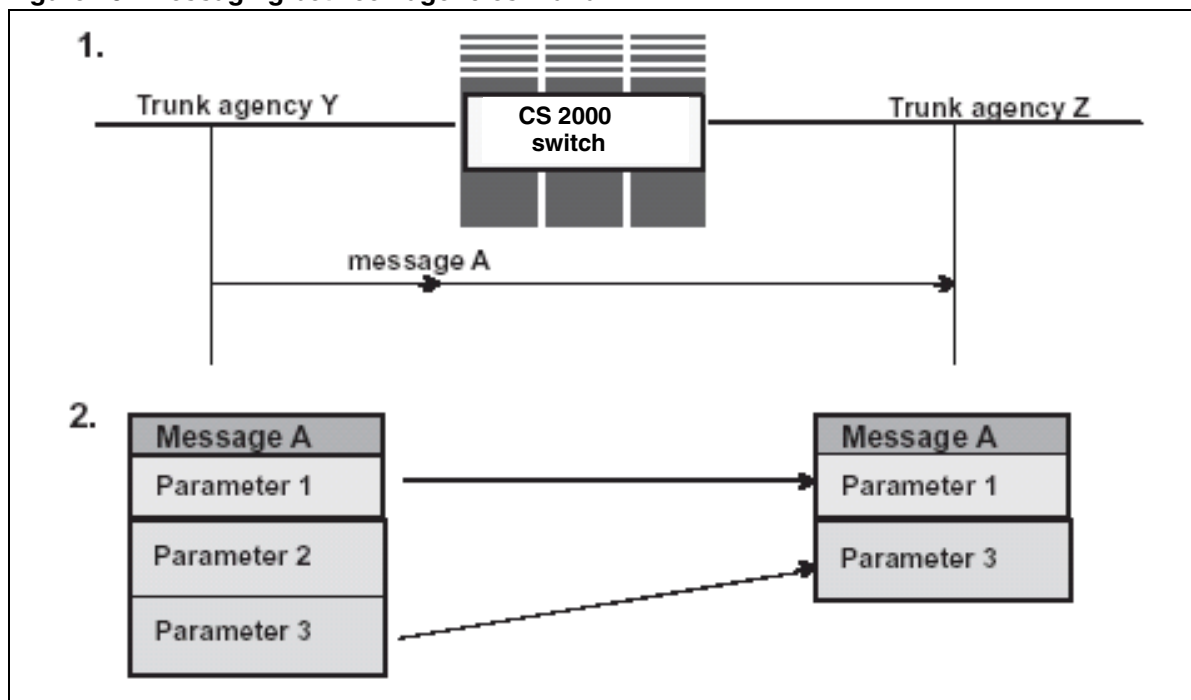 1.
Trunk agency Y
CS 2000
switch
Trunk agency Z
message A
2.
Message A
Parameter 1
Parameter 2
Parameter 3
Message A
Parameter 1
Parameter 3